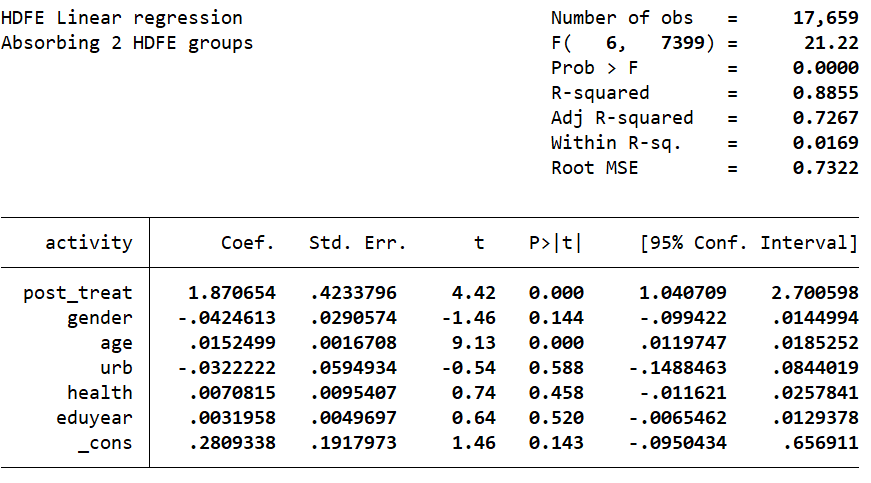 HDFE Linear regression Number of obs = 17,659
Absorbing 2 HDFE groups F( 6, 7399) = 21.22
Prob > F = 0.0000
R-squared = 0.8855
Adj R-squared = 0.7267
Within R-sq. = 0.0169
Root MSE = 0.7322
activity Coef. Std. Err. t P>|t| [95% Conf. Interval]
post_treat 1.870654 .4233796 4.42 0.000 1.040709 2.700598
gender -.0424613 .0290574 -1.46 0.144 -.099422 .0144994
age .0152499 .0016708 9.13 0.000 .0119747 .0185252
urb -.0322222 .0594934 -0.54 0.588 -.1488463 .0844019
health .0070815 .0095407 0.74 0.458 -.011621 .0257841
eduyear .0031958 .0049697 0.64 0.520 -.0065462 .0129378
_cons .2809338 .1917973 1.46 0.143 -.0950434 .656911